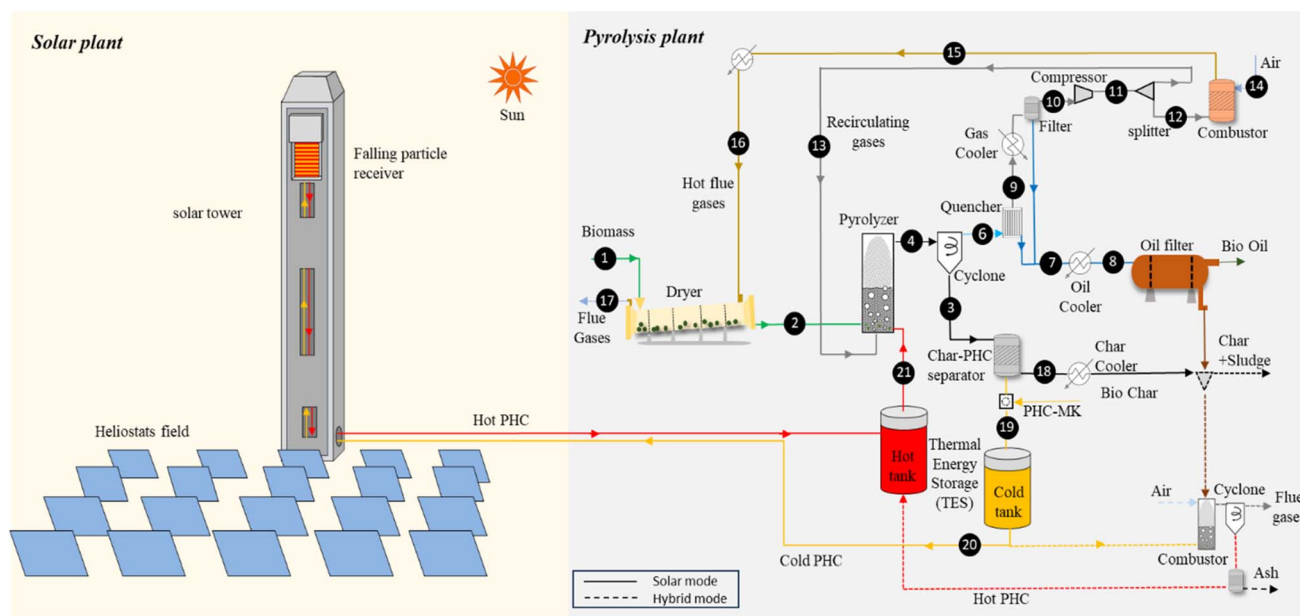 Solar plant
Sun
Falling particle
receiver
solar tower
Heliostats field
Hot PHC
Cold PHC
Pyrolysis plant
15
Air
14
Compressor
10
11
Filter
splitter
12
Combustor
Gas
Cooler
16
13
Recirculating
gases
Hot flue
gases
9
Quencher
Pyrolyzer
Biomass
1
4
6
Cyclone
7
8
Oil
Cooler
Oil filter
Bio Oil
17
Flue
Gases
Dryer
2
3
21
Char-PHC
separator
18
Char
Cooler
Bio Char
Char
+Sludge
PHC-MK
19
Hot
tank
Thermal
Energy
Storage
(TES)
Cold
tank
Air
Cyclone
Flue
gase
Combustor
20
Ash
Hot PHC
Solar mode
Hybrid mode